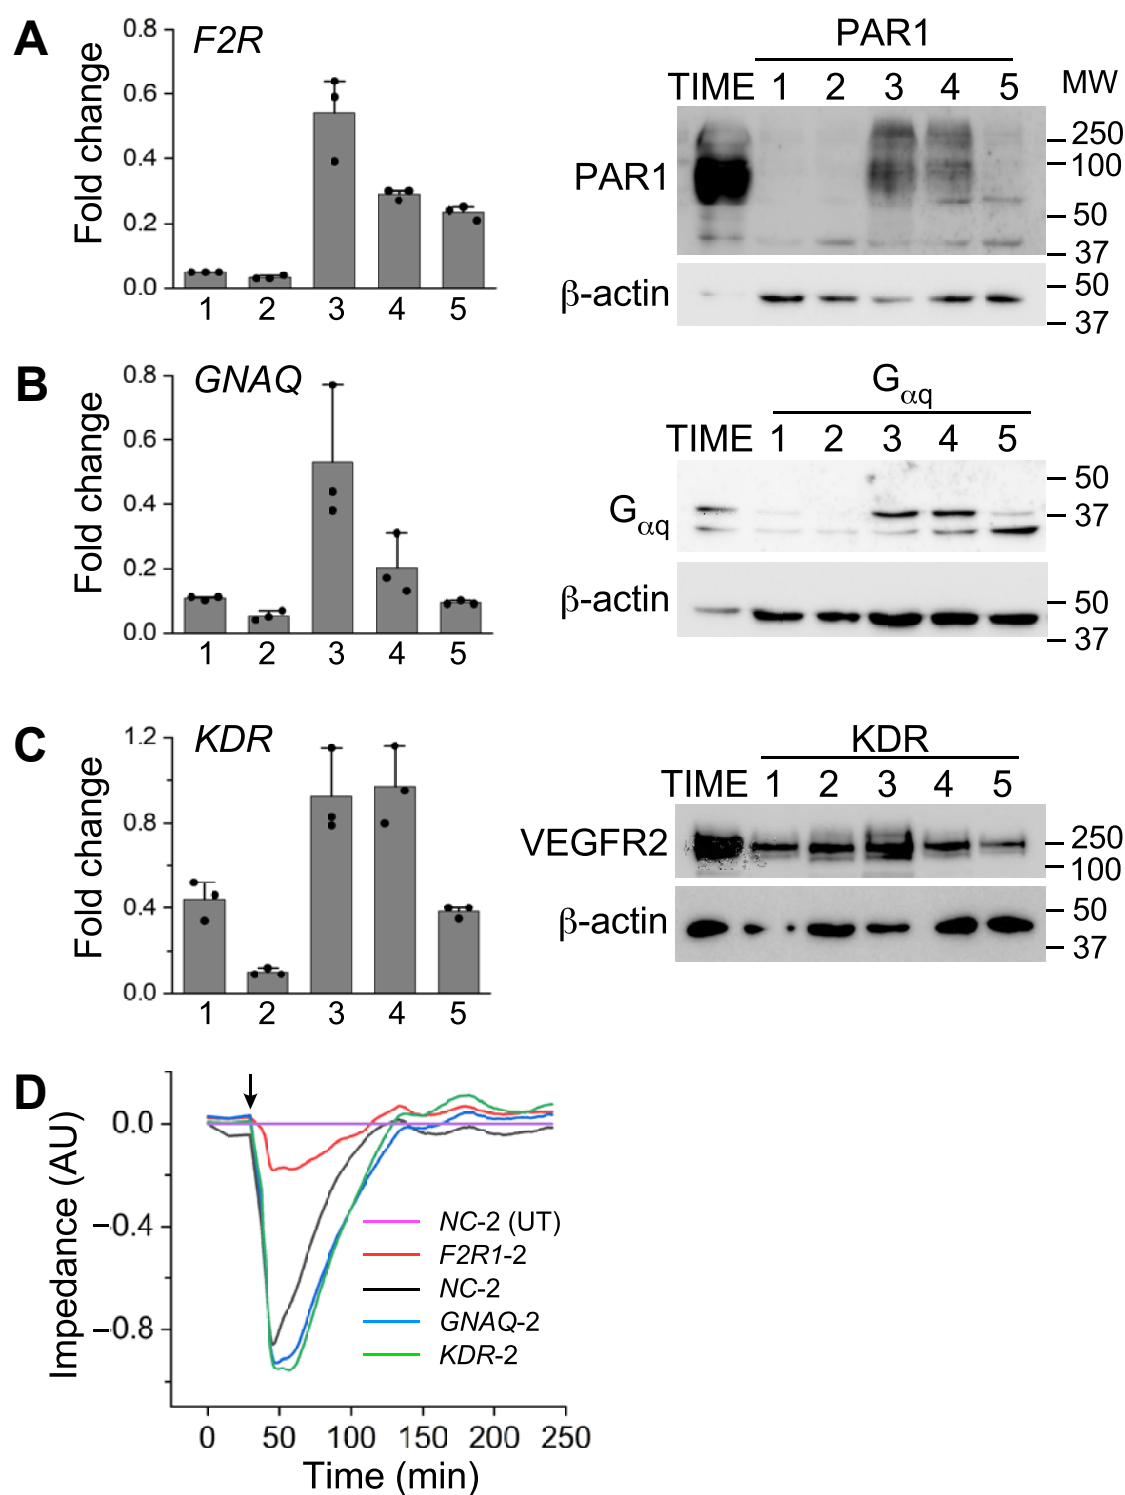 A
F2R
Fold change
0.8
0.6
0.4
0.2
0.0
1 2 3 4 5
PAR1
TIME 1 2 3 4 5 MW
PAR1
250
100
50
37
β-actin
50
37
B
GNAQ
Fold change
0.8
0.6
0.4
0.2
0.0
1 2 3 4 5
Gαq
TIME 1 2 3 4 5
Gαq
50
37
β-actin
50
37
C
KDR
Fold change
1.2
0.8
0.4
0.0
1 2 3 4 5
KDR
TIME 1 2 3 4 5
VEGFR2
250
100
β-actin
50
37
D
Impedance (AU)
0.0
−0.4
−0.8
NC-2 (UT)
F2R1-2
NC-2
GNAQ-2
KDR-2
0 50 100 150 200 250
Time (min)